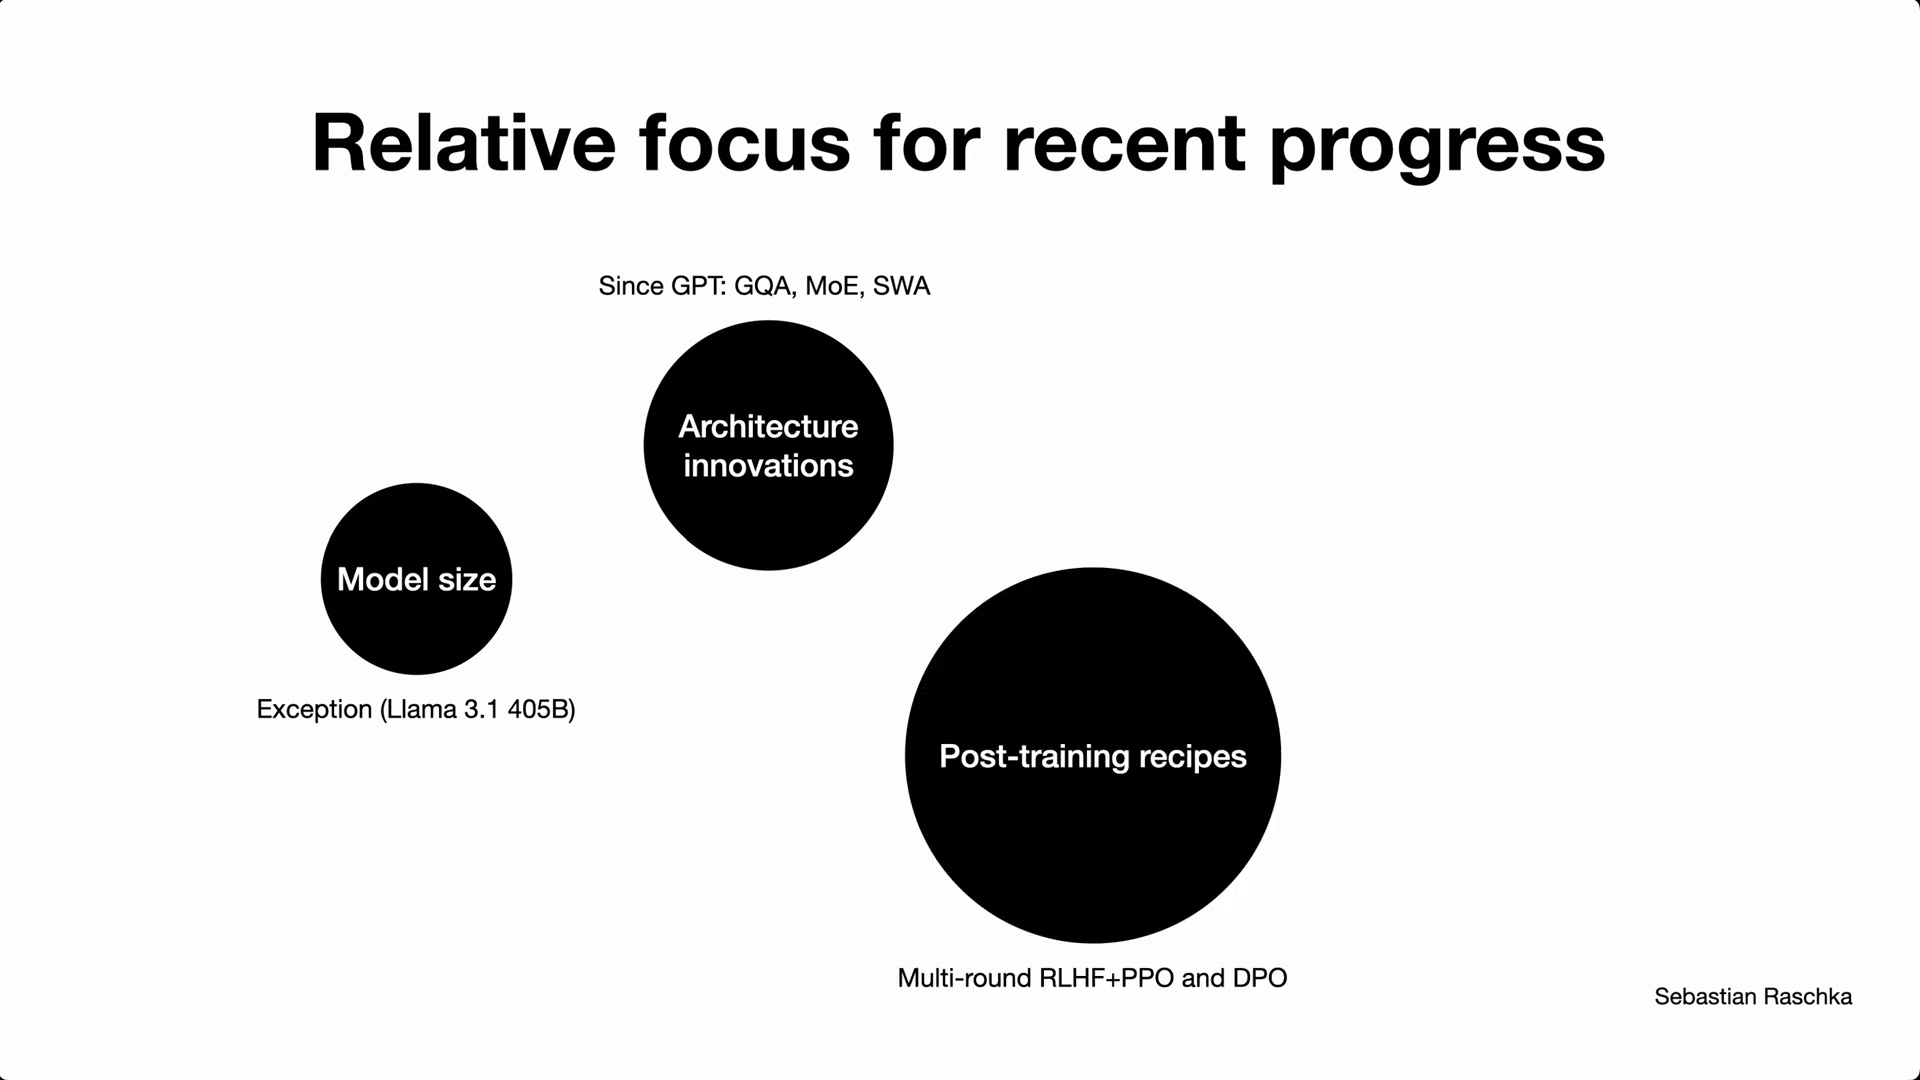 Relative focus for recent progress
Since GPT: GQA, MoE, SWA
Architecture
innovations
Model size
Exception (Llama 3.1 405B)
Post-training recipes
Multi-round RLHF+PPO and DPO
Sebastian Raschka